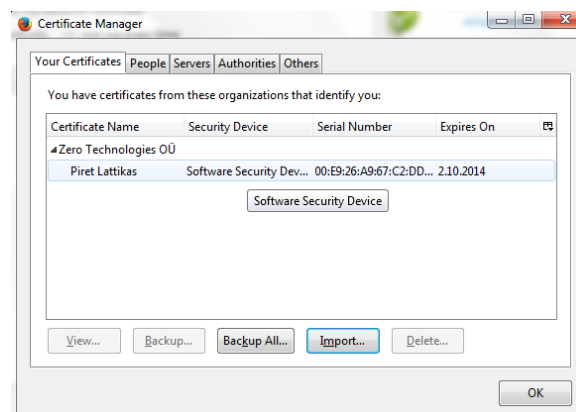 Certificate Manager
Your Certificates People Servers Authorities Others
You have certificates from these organizations that identify you:
Certificate Name Security Device Serial Number Expires On
Zero Technologies OÜ
Piret Lattikas Software Security Dev... 00:E9:26:A9:67:C2:DD... 2.10.2014
Software Security Device
View... Backup... Backup All... Import... Delete...
OK